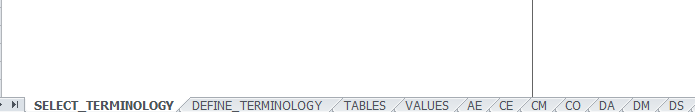 SELECT_TERMINOLOGY DEFINE_TERMINOLOGY TABLES VALUES AE CE CM CO DA DM DS